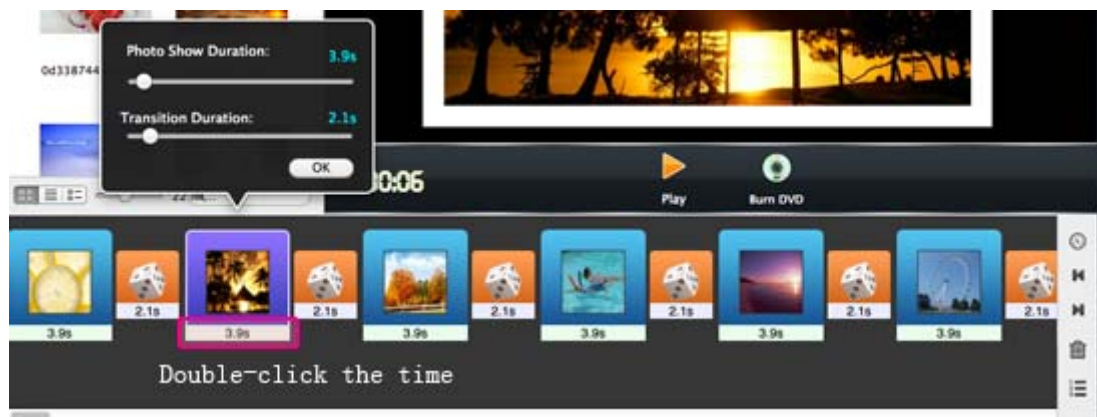 Photo Show Duration: 3.9s
0d338744
Transition Duration: 2.1s
OK
00:06
Play
Burn DVD
2.1s 2.1s 2.1s 2.1s 2.1s 2.1s
3.9s 3.9s 3.9s 3.9s 3.9s 3.9s
Double-click the time